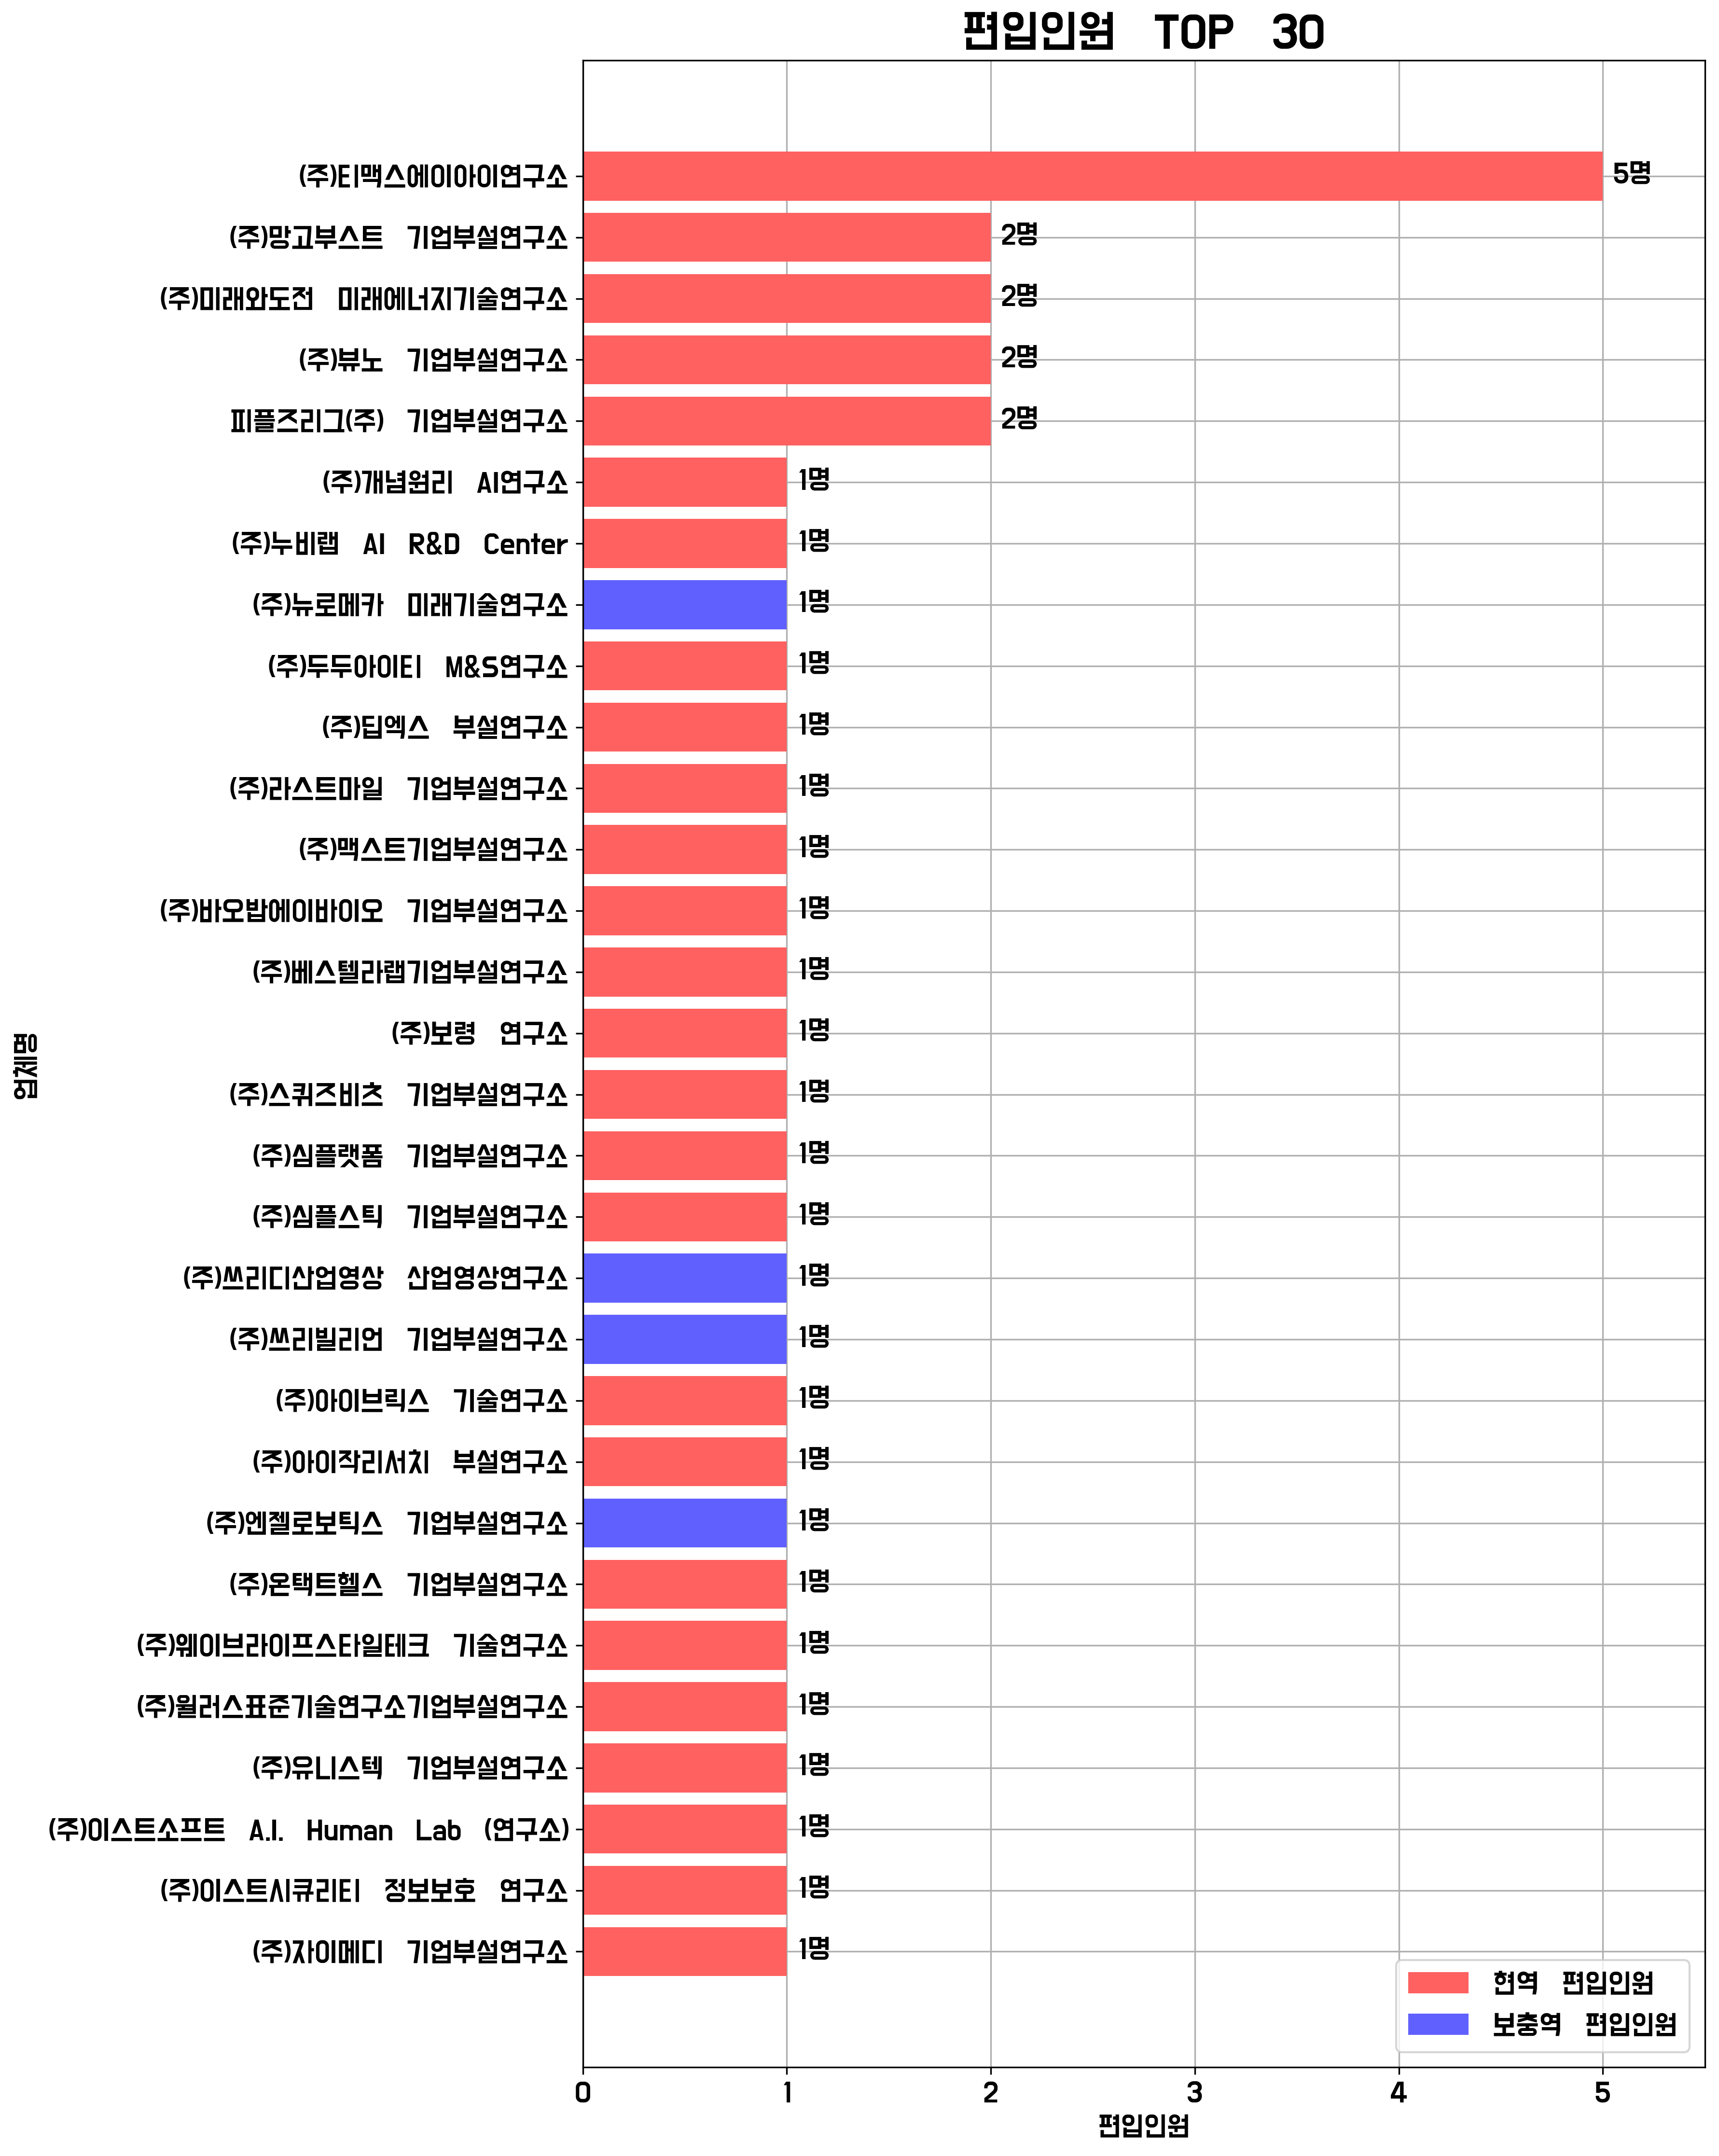 편입인원 TOP 30
(주)티맥스에이아이연구소 5명
(주)망고부스트 기업부설연구소 2명
(주)미래와도전 미래에너지기술연구소 2명
(주)뷰노 기업부설연구소 2명
피플즈리그(주) 기업부설연구소 2명
(주)개념원리 AI연구소 1명
(주)누비랩 AI R&D Center 1명
(주)뉴로메카 미래기술연구소 1명
(주)두두아이티 M&S연구소 1명
(주)딥엑스 부설연구소 1명
(주)라스트마일 기업부설연구소 1명
(주)맥스트기업부설연구소 1명
(주)바오밥에이바이오 기업부설연구소 1명
(주)베스텔라랩기업부설연구소 1명
(주)보령 연구소 1명
(주)스퀴즈비츠 기업부설연구소 1명
(주)심플랫폼 기업부설연구소 1명
(주)심플스틱 기업부설연구소 1명
(주)쓰리디산업영상 산업영상연구소 1명
(주)쓰리빌리언 기업부설연구소 1명
(주)아이브릭스 기술연구소 1명
(주)아이작리서치 부설연구소 1명
(주)엔젤로보틱스 기업부설연구소 1명
(주)온택트헬스 기업부설연구소 1명
(주)웨이브라이프스타일테크 기술연구소 1명
(주)윌러스표준기술연구소기업부설연구소 1명
(주)유니스텍 기업부설연구소 1명
(주)이스트소프트 A.I. Human Lab (연구소) 1명
(주)이스트시큐리티 정보보호 연구소 1명
(주)자이메디 기업부설연구소 1명
업체명
현역 편입인원
보충역 편입인원
0 1 2 3 4 5
편입인원